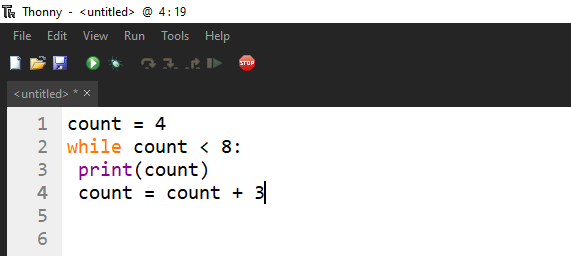 Th Thonny - <untitled> @ 4:19
File Edit View Run Tools Help
STOP
<untitled> * ×
1 count = 4
2 while count < 8:
3  print(count)
4  count = count + 3
5
6